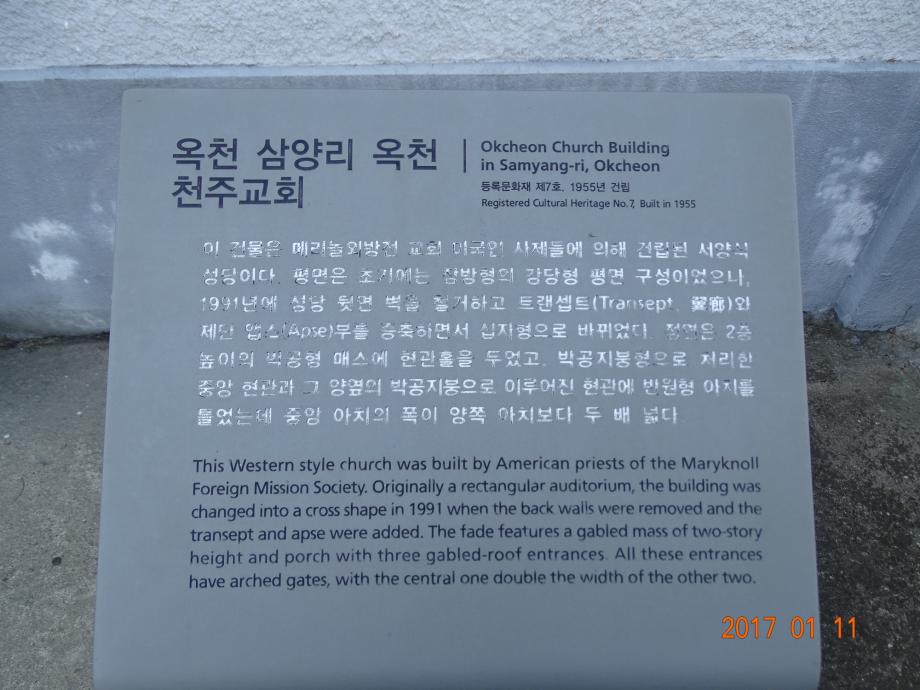 옥천 삼양리 옥천
천주교회
Okcheon Church Building
in Samyang-ri, Okcheon
등록문화재 제7호, 1955년 건립
Registered Cultural Heritage No.7, Built in 1955
이 건물은 메리놀외방전 교회 미국인 사제들에 의해 건립된 서양식
성당이다. 평면은 초기에는 장방형의 강당형 평면 구성이었으나,
1991년에 성당 뒷면 벽을 철거하고 트랜셉트(Transept, 翼廊)와
제단 앱스(Apse)부를 증축하면서 십자형으로 바뀌었다. 정면은 2층
높이의 박공형 매스에 현관홀을 두었고, 박공지붕형으로 처리한
중앙 현관과 그 양옆의 박공지붕으로 이루어진 현관에 반원형 아치를
틀었는데 중앙 아치의 폭이 양쪽 아치보다 두 배 넓다.
This Western style church was built by American priests of the Maryknoll
Foreign Mission Society. Originally a rectangular auditorium, the building was
changed into a cross shape in 1991 when the back walls were removed and the
transept and apse were added. The fade features a gabled mass of two-story
height and porch with three gabled-roof entrances. All these entrances
have arched gates, with the central one double the width of the other two.
2017 01 11